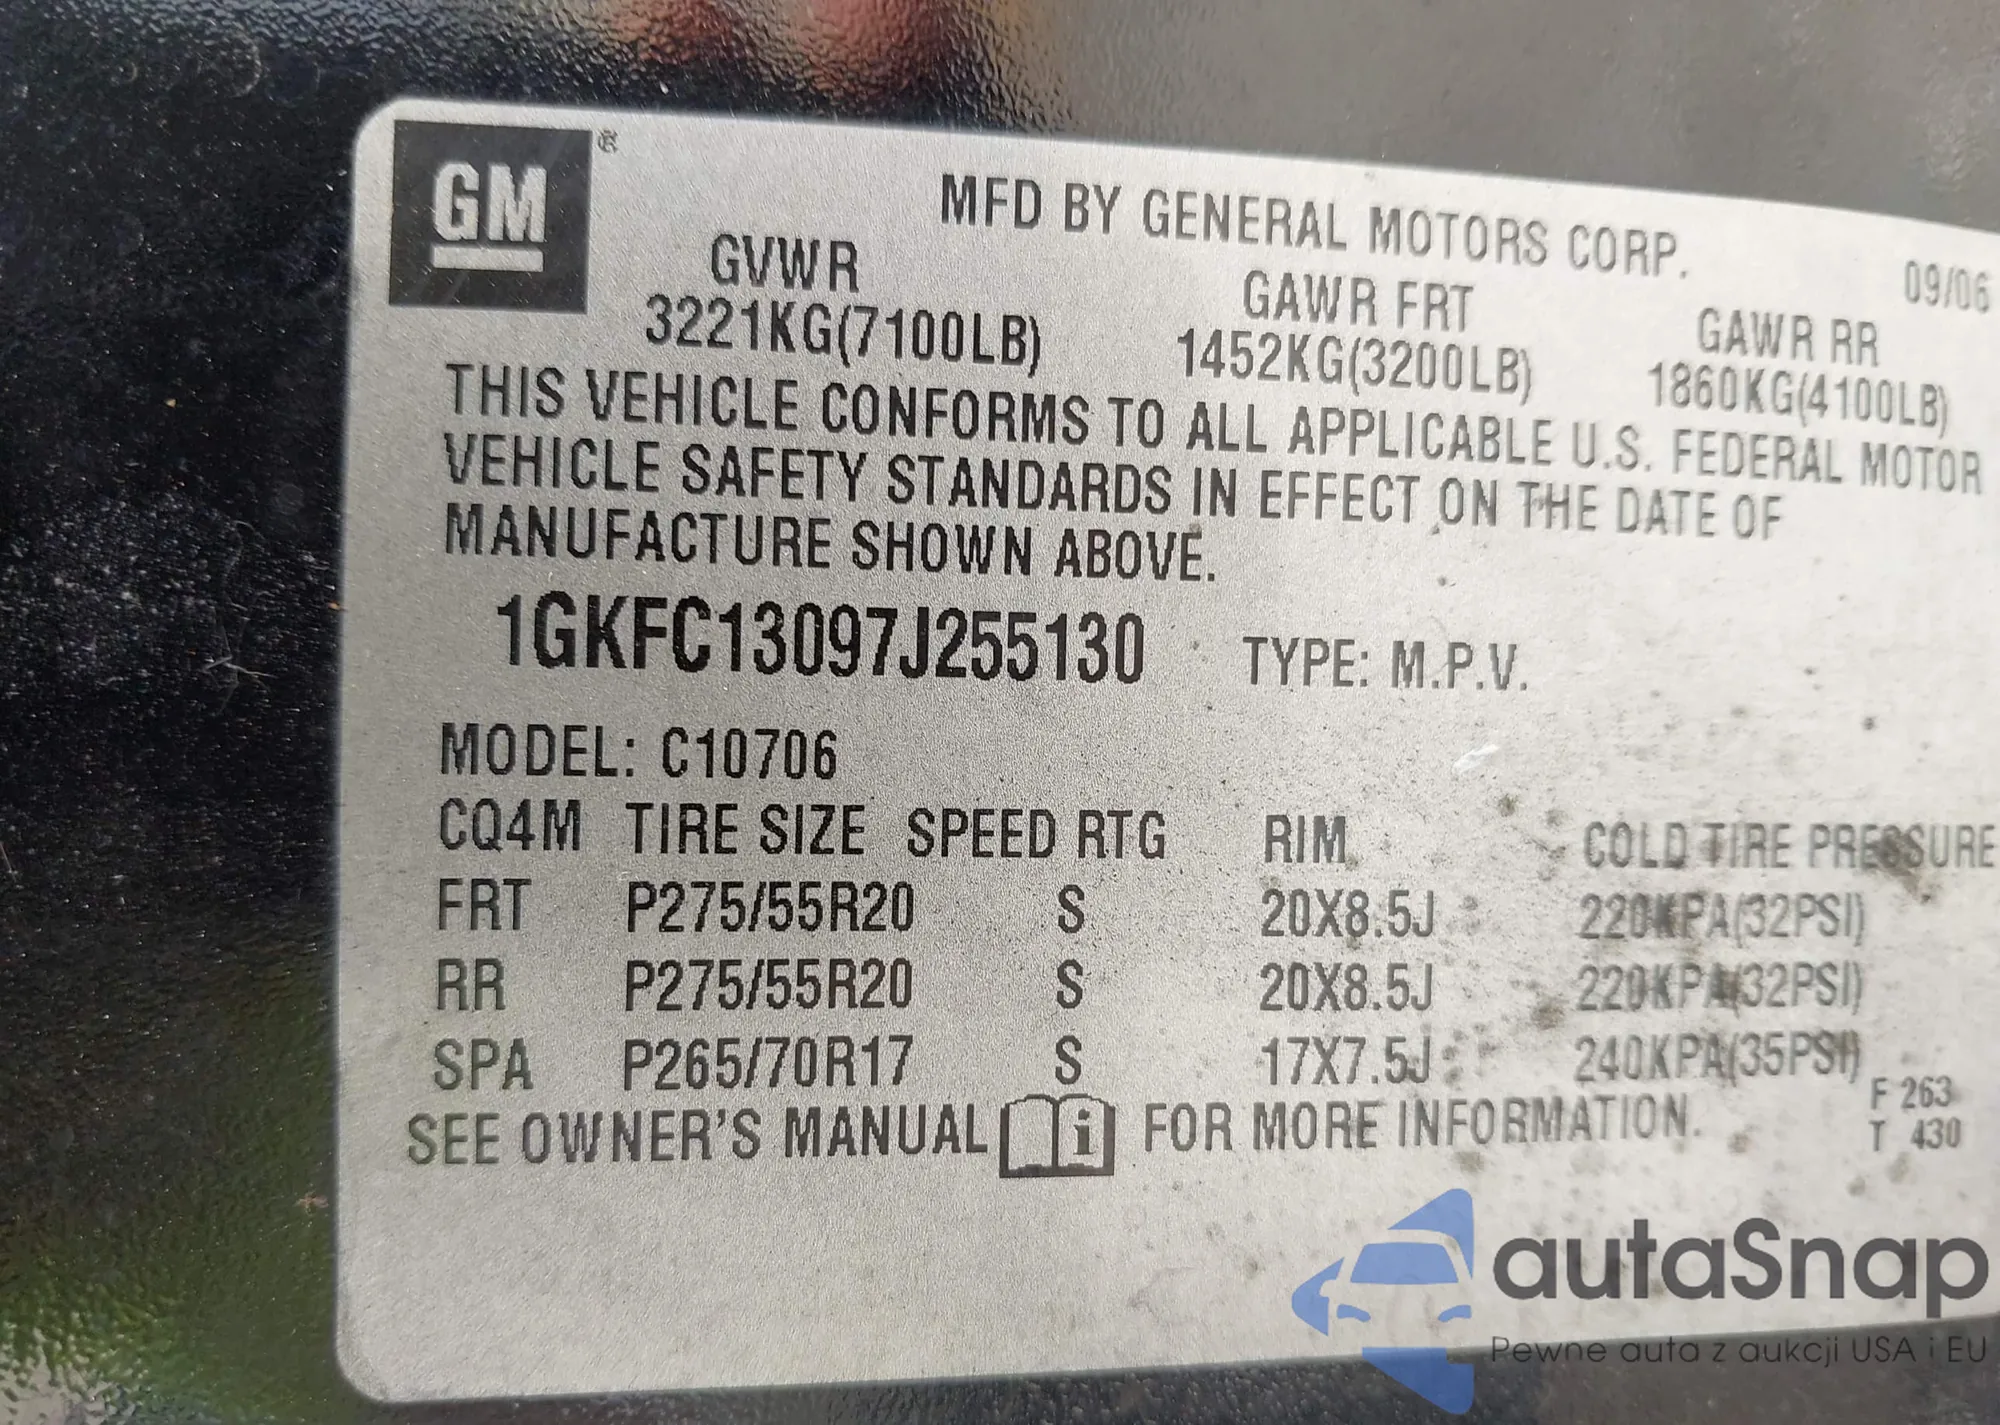 GM ®
MFD BY GENERAL MOTORS CORP. 09/06
GVWR GAWR FRT GAWR RR
3221KG(7100LB) 1452KG(3200LB) 1860KG(4100LB)
THIS VEHICLE CONFORMS TO ALL APPLICABLE U.S. FEDERAL MOTOR
VEHICLE SAFETY STANDARDS IN EFFECT ON THE DATE OF
MANUFACTURE SHOWN ABOVE.
1GKFC13097J255130 TYPE: M.P.V.
MODEL: C10706
CQ4M TIRE SIZE SPEED RTG RIM COLD TIRE PRESSURE
FRT P275/55R20 S 20X8.5J 220KPA(32PSI)
RR P275/55R20 S 20X8.5J 220KPA(32PSI)
SPA P265/70R17 S 17X7.5J 240KPA(35PSI)
SEE OWNER'S MANUAL i FOR MORE INFORMATION.
F 263
T 430
autaSnap
Pewne auta z aukcji USA i EU